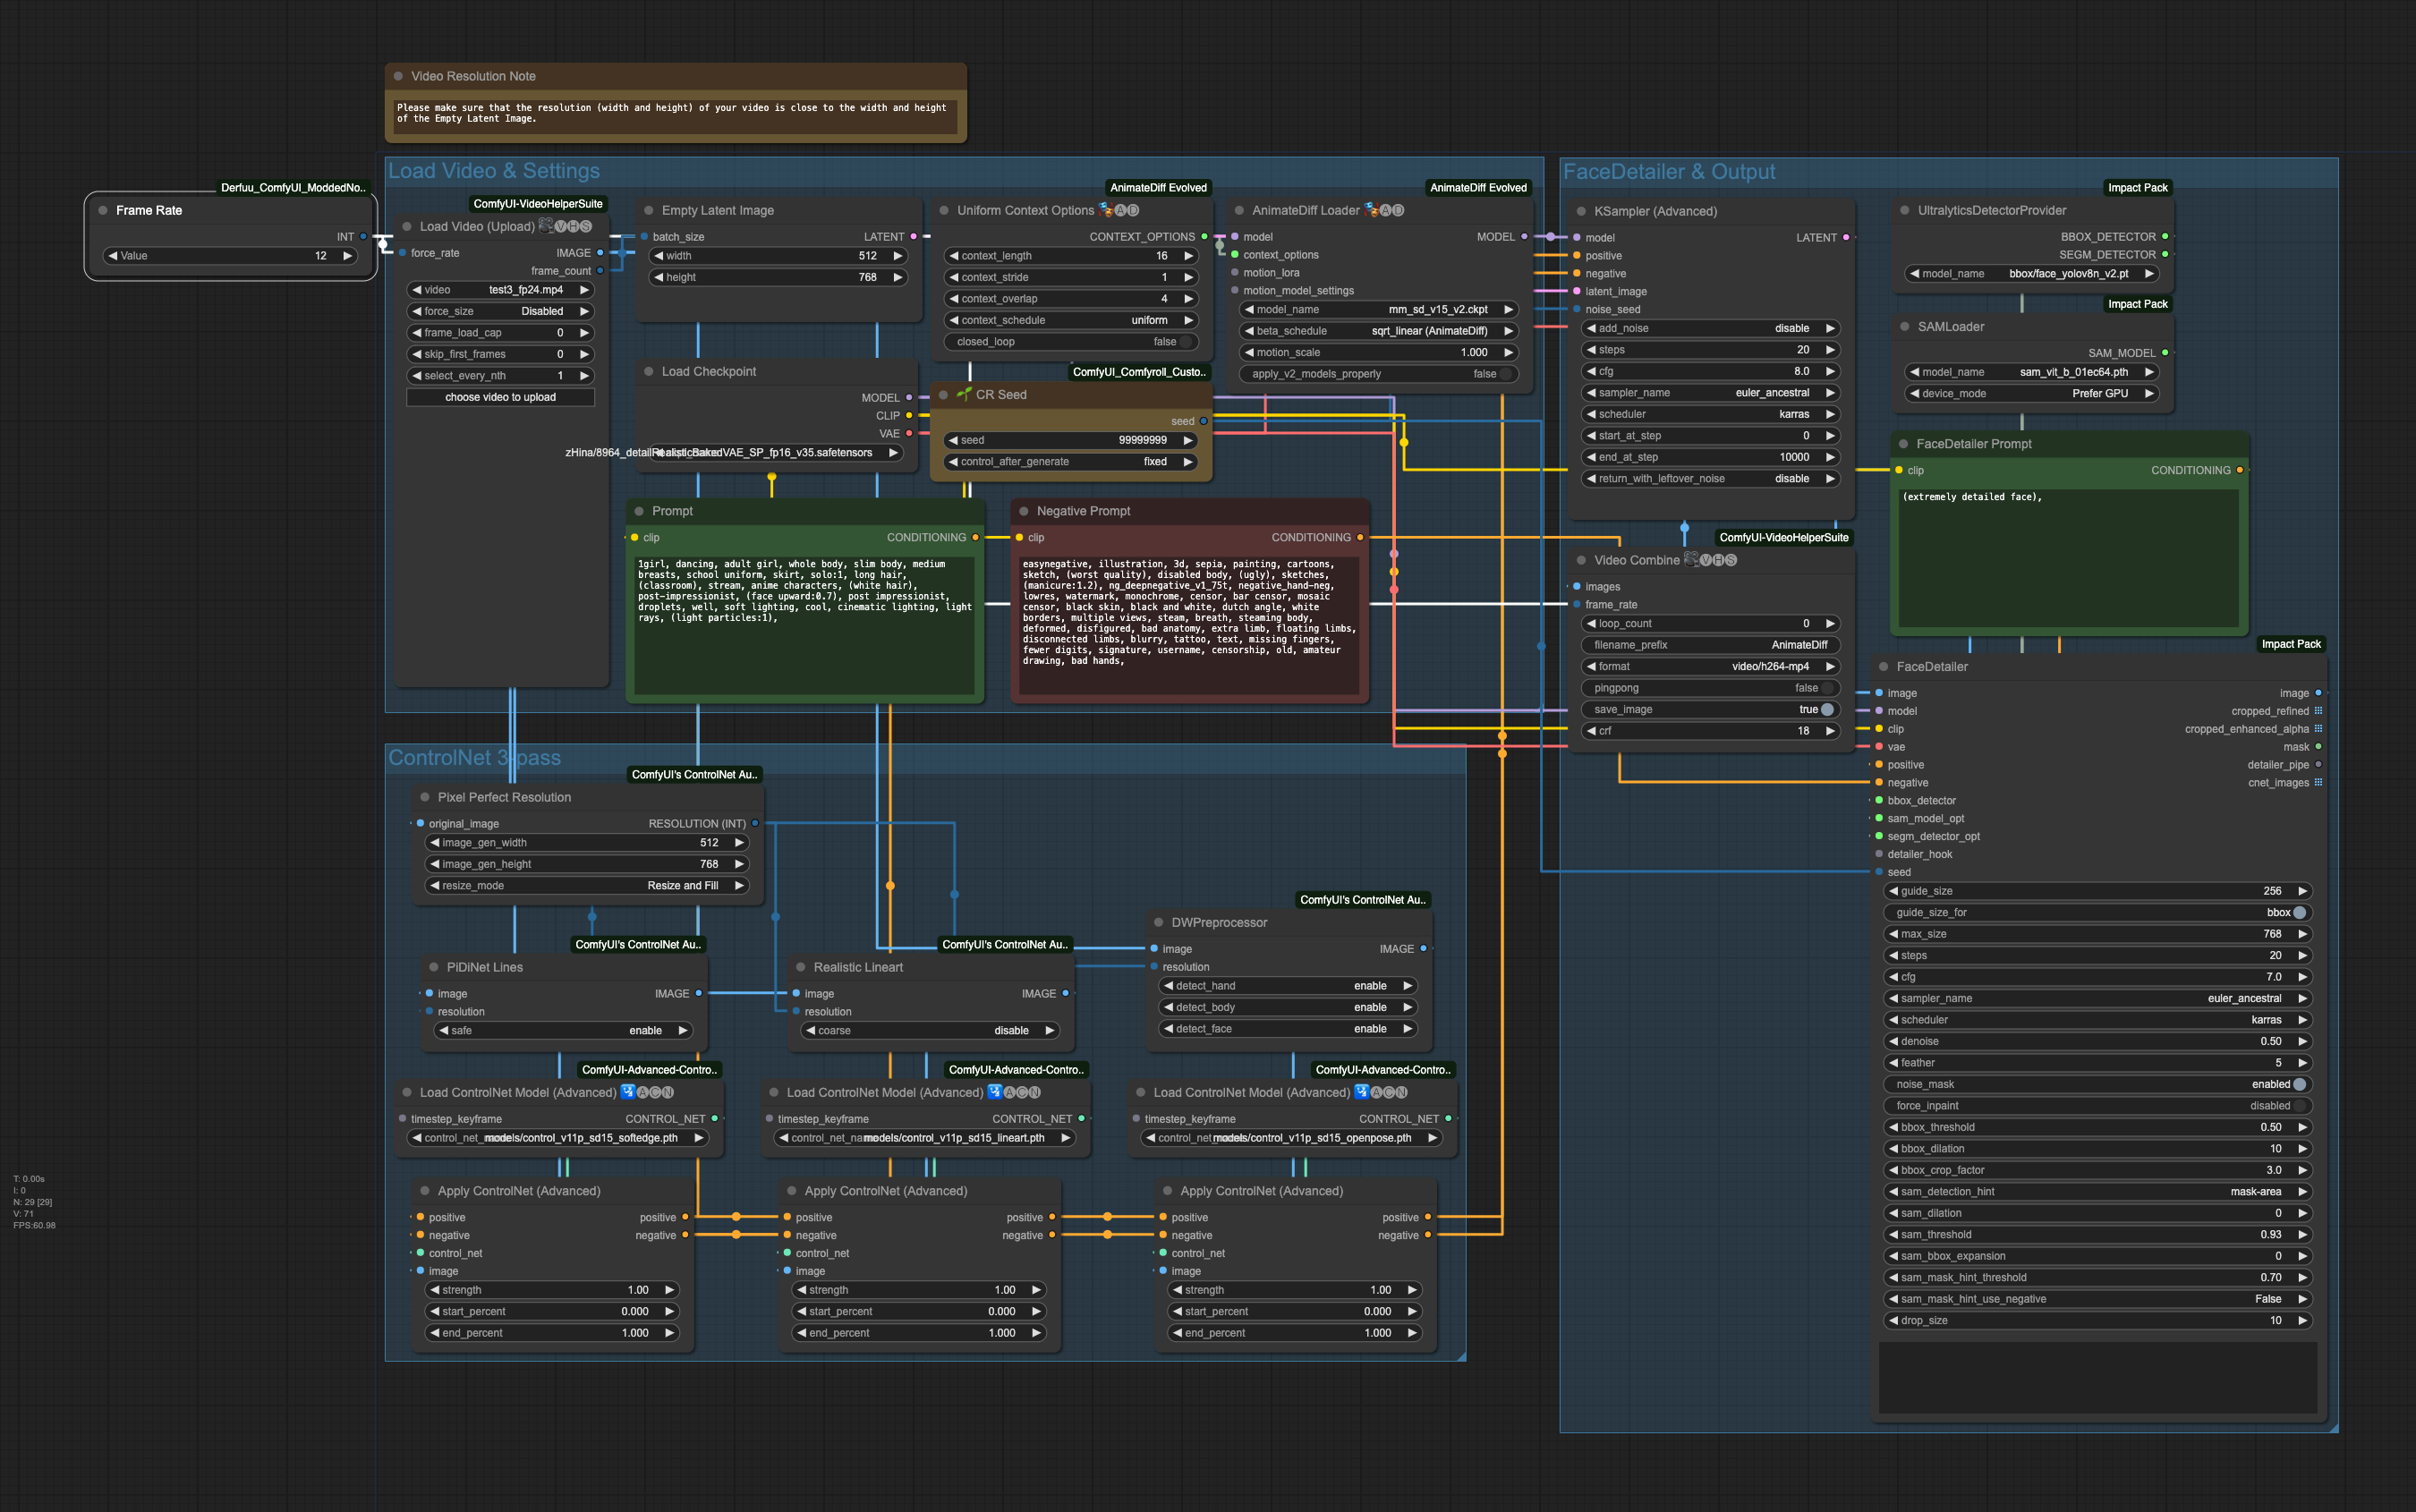 Video Resolution Note
Please make sure that the resolution (width and height) of your video is close to the width and height
of the Empty Latent Image.
Load Video & Settings
Derfuu_ComfyUI_ModdedNo..
Frame Rate
INT
Value 12
ComfyUI-VideoHelperSuite
Load Video (Upload) VHS
force_rate IMAGE
frame_count
video test3_fp24.mp4
force_size Disabled
frame_load_cap 0
skip_first_frames 0
select_every_nth 1
choose video to upload
Empty Latent Image
batch_size LATENT
width 512
height 768
AnimateDiff Evolved
Uniform Context Options AD
CONTEXT_OPTIONS
context_length 16
context_stride 1
context_overlap 4
context_schedule uniform
closed_loop false
AnimateDiff Evolved
AnimateDiff Loader AD
model MODEL
context_options
motion_lora
motion_model_settings
model_name mm_sd_v15_v2.ckpt
beta_schedule sqrt_linear (AnimateDiff)
motion_scale 1.000
apply_v2_models_properly false
Load Checkpoint
MODEL
CLIP
VAE
BakedVAE_SP_fp16_v35.safetensors
ComfyUI_Comfyroll_Custo..
CR Seed
seed
seed 99999999
control_after_generate fixed
Prompt
clip CONDITIONING
1girl, dancing, adult girl, whole body, slim body, medium
breasts, school uniform, skirt, solo:1, long hair,
(classroom), stream, anime characters, (white hair),
post-impressionist, (face upward:0.7), post impressionist,
droplets, well, soft lighting, cool, cinematic lighting, light
rays, (light particles:1),
Negative Prompt
clip CONDITIONING
easynegative, illustration, 3d, sepia, painting, cartoons,
sketch, (worst quality), disabled body, (ugly), sketches,
(manicure:1.2), ng_deepnegative_v1_75t, negative_hand-neg,
lowres, watermark, monochrome, censor, bar censor, mosaic
censor, black skin, black and white, dutch angle, white
borders, multiple views, steam, breath, steaming body,
deformed, disfigured, bad anatomy, extra limb, floating limbs,
disconnected limbs, blurry, tattoo, text, missing fingers,
fewer digits, signature, username, censorship, old, amateur
drawing, bad hands,
ControlNet 3 pass
ComfyUI's ControlNet Au..
Pixel Perfect Resolution
original_image RESOLUTION (INT)
image_gen_width 512
image_gen_height 768
resize_mode Resize and Fill
ComfyUI's ControlNet Au..
PiDiNet Lines
image IMAGE
resolution
safe enable
ComfyUI's ControlNet Au..
Realistic Lineart
image IMAGE
resolution
coarse disable
ComfyUI's ControlNet Au..
DWPreprocessor
image IMAGE
resolution
detect_hand enable
detect_body enable
detect_face enable
ComfyUI-Advanced-Contro..
Load ControlNet Model (Advanced) ACN
timestep_keyframe CONTROL_NET
models/control_v11p_sd15_softedge.pth
ComfyUI-Advanced-Contro..
Load ControlNet Model (Advanced) ACN
timestep_keyframe CONTROL_NET
models/control_v11p_sd15_lineart.pth
ComfyUI-Advanced-Contro..
Load ControlNet Model (Advanced) ACN
timestep_keyframe CONTROL_NET
models/control_v11p_sd15_openpose.pth
Apply ControlNet (Advanced)
positive positive
negative negative
control_net
image
strength 1.00
start_percent 0.000
end_percent 1.000
Apply ControlNet (Advanced)
positive positive
negative negative
control_net
image
strength 1.00
start_percent 0.000
end_percent 1.000
Apply ControlNet (Advanced)
positive positive
negative negative
control_net
image
strength 1.00
start_percent 0.000
end_percent 1.000
T: 0.00s
I: 0
N: 29 [29]
V: 71
FPS:60.98
FaceDetailer & Output
KSampler (Advanced)
model LATENT
positive
negative
latent_image
noise_seed
add_noise disable
steps 20
cfg 8.0
sampler_name euler_ancestral
scheduler karras
start_at_step 0
end_at_step 10000
return_with_leftover_noise disable
ComfyUI-VideoHelperSuite
Video Combine VHS
images
frame_rate
loop_count 0
filename_prefix AnimateDiff
format video/h264-mp4
pingpong false
save_image true
crf 18
Impact Pack
UltralyticsDetectorProvider
BBOX_DETECTOR
SEGM_DETECTOR
model_name bbox/face_yolov8n_v2.pt
Impact Pack
SAMLoader
SAM_MODEL
model_name sam_vit_b_01ec64.pth
device_mode Prefer GPU
FaceDetailer Prompt
clip CONDITIONING
(extremely detailed face),
Impact Pack
FaceDetailer
image image
model cropped_refined
clip cropped_enhanced_alpha
vae mask
positive detailer_pipe
negative cnet_images
bbox_detector
sam_model_opt
segm_detector_opt
detailer_hook
seed
guide_size 256
guide_size_for bbox
max_size 768
steps 20
cfg 7.0
sampler_name euler_ancestral
scheduler karras
denoise 0.50
feather 5
noise_mask enabled
force_inpaint disabled
bbox_threshold 0.50
bbox_dilation 10
bbox_crop_factor 3.0
sam_detection_hint mask-area
sam_dilation 0
sam_threshold 0.93
sam_bbox_expansion 0
sam_mask_hint_threshold 0.70
sam_mask_hint_use_negative False
drop_size 10